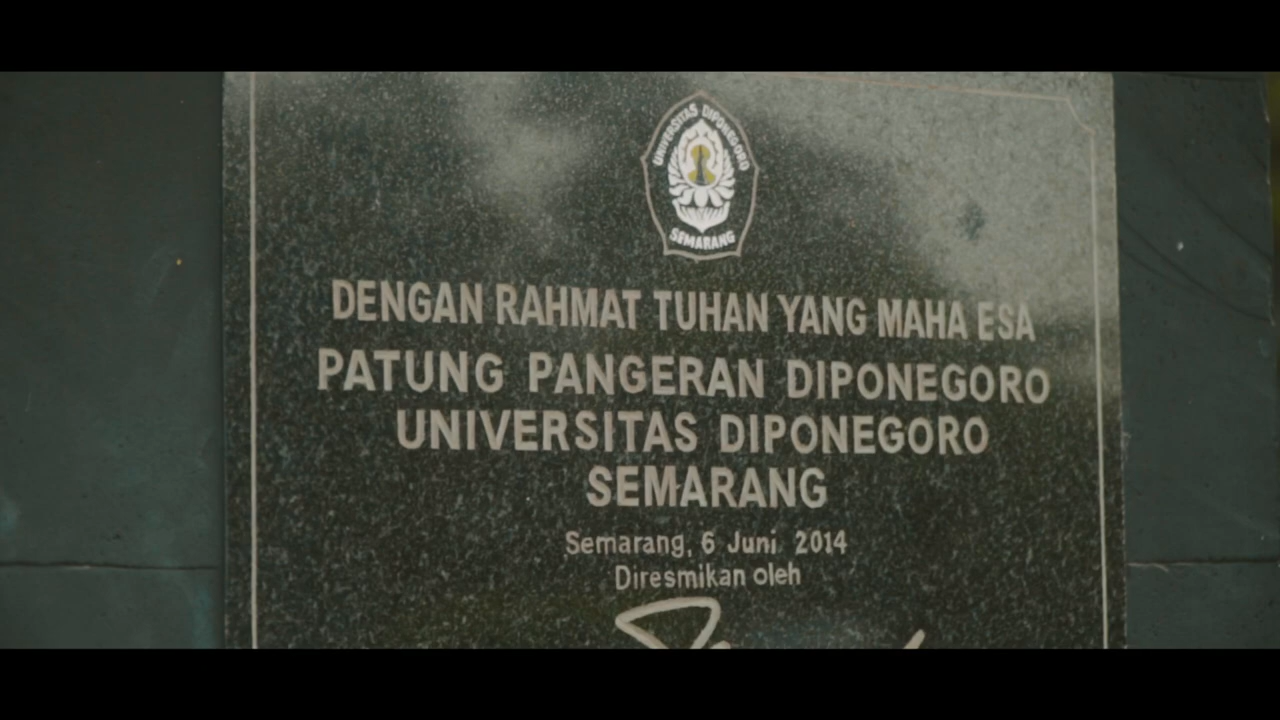 UNIVERSITAS DIPONEGORO
SEMARANG
DENGAN RAHMAT TUHAN YANG MAHA ESA
PATUNG PANGERAN DIPONEGORO
UNIVERSITAS DIPONEGORO
SEMARANG
Semarang, 6 Juni 2014
Diresmikan oleh